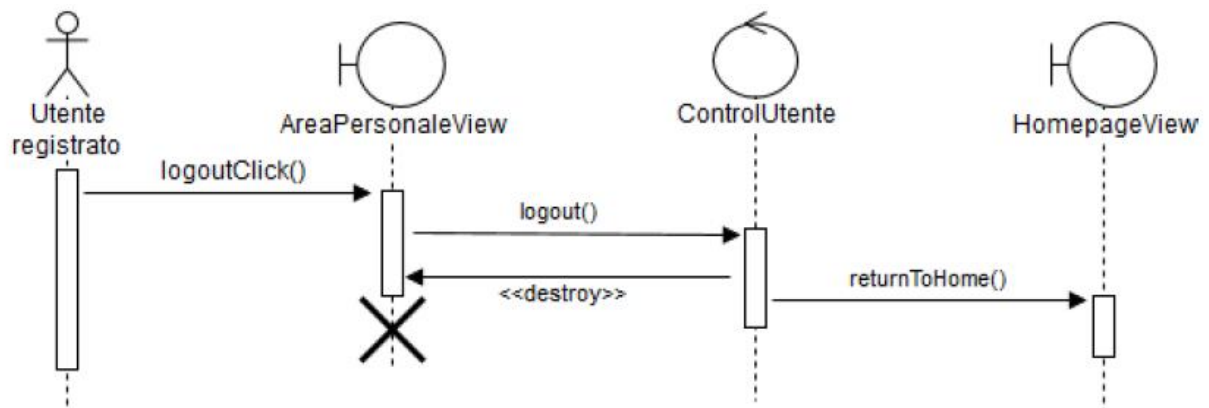 Utente
registrato
AreaPersonaleView
ControlUtente
HomepageView
logoutClick()
logout()
<<destroy>>
returnToHome()